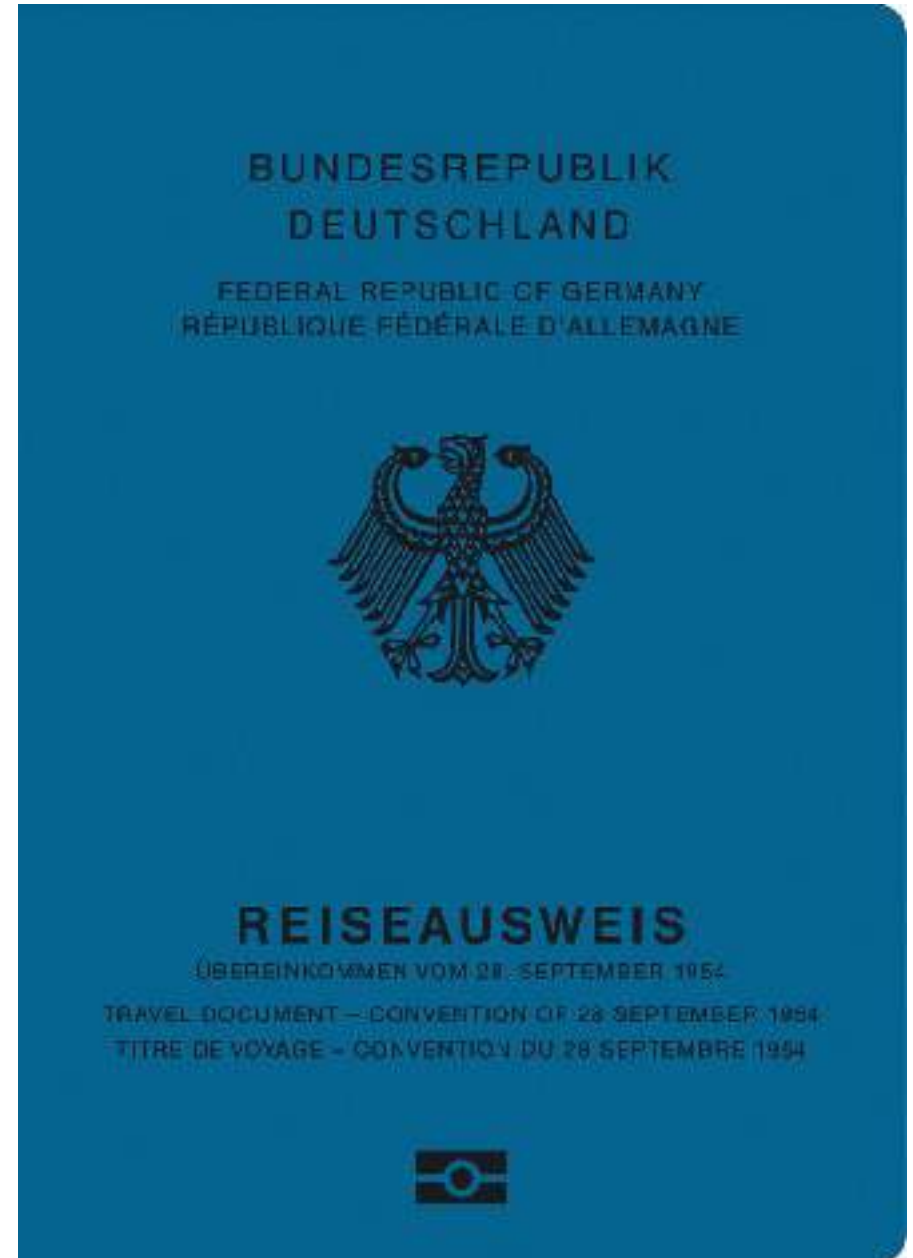 BUNDESREPUBLIK
DEUTSCHLAND
FEDERAL REPUBLIC OF GERMANY
RÉPUBLIQUE FÉDÉRALE D'ALLEMAGNE
REISEAUSWEIS
ÜBEREINKOMMEN VOM 28. SEPTEMBER 1954
TRAVEL DOCUMENT – CONVENTION OF 28 SEPTEMBER 1954
TITRE DE VOYAGE – CONVENTION DU 28 SEPTEMBRE 1954